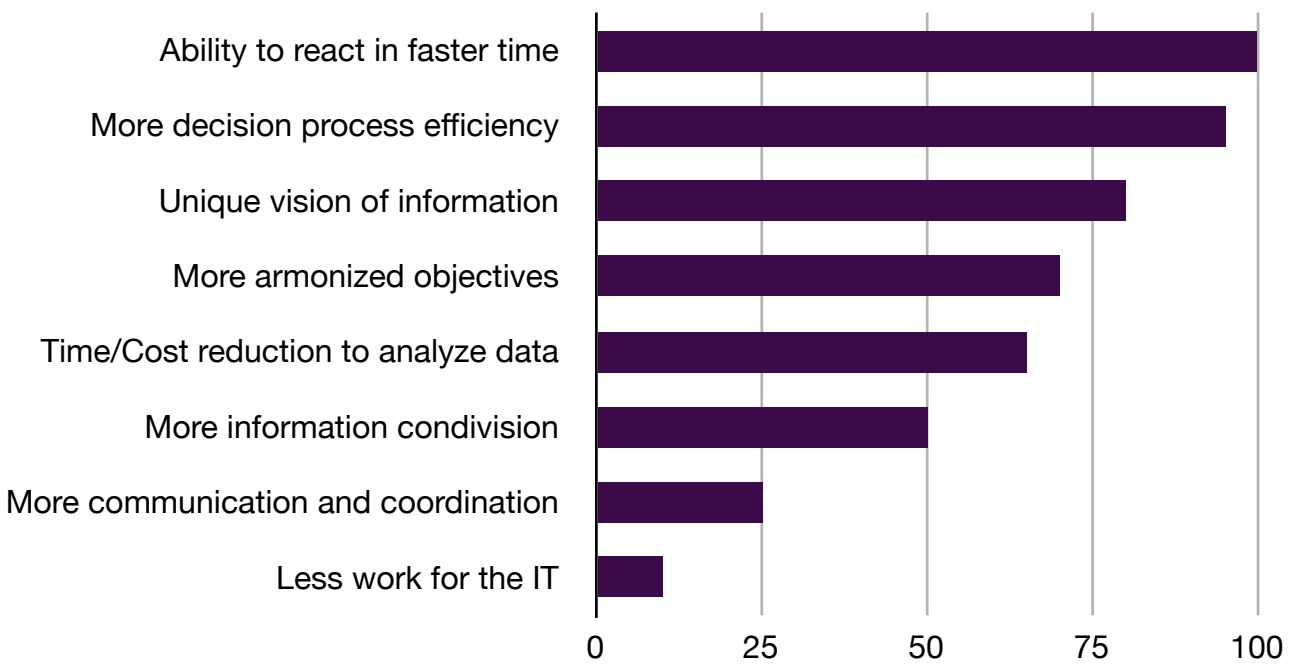 Ability to react in faster time
More decision process efficiency
Unique vision of information
More armonized objectives
Time/Cost reduction to analyze data
More information condivision
More communication and coordination
Less work for the IT
0 25 50 75 100